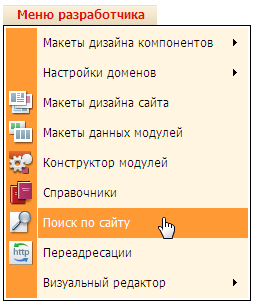 Меню разработчика
Макеты дизайна компонентов
Настройки доменов
Макеты дизайна сайта
Макеты данных модулей
Конструктор модулей
Справочники
Поиск по сайту
http
Переадресации
Визуальный редактор